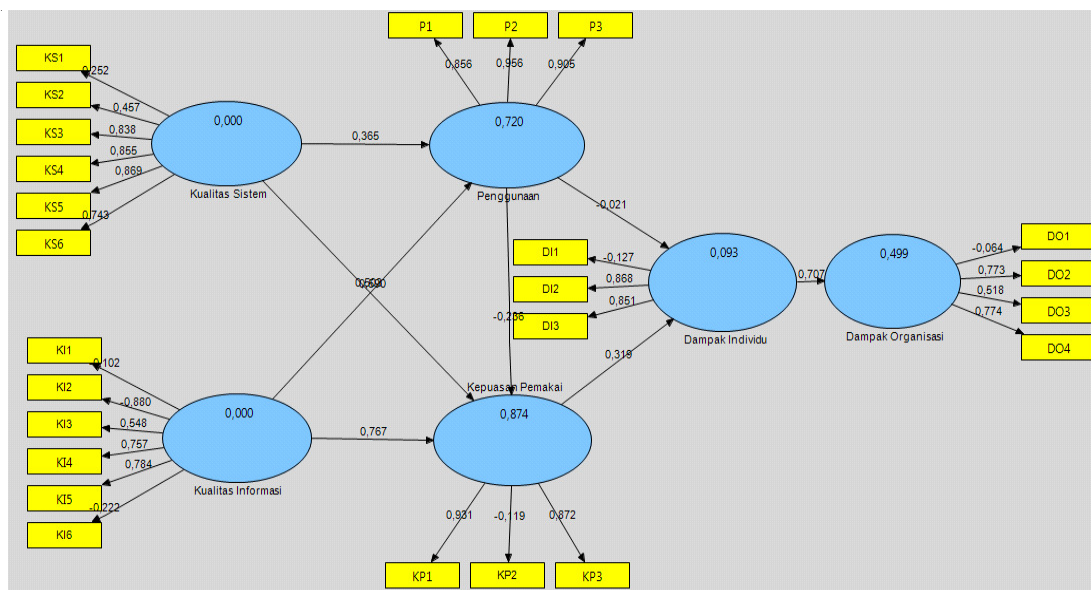 P1
P2
P3
0,856
0,956
0,905
KS1
KS2
KS3
KS4
KS5
KS6
0,252
0,457
0,838
0,855
0,869
0,743
0,000
Kualitas Sistem
0,365
0,720
Penggunaan
-0,021
-0,236
DI1
DI2
DI3
-0,127
0,868
0,851
0,093
Dampak Individu
0,707
0,499
Dampak Organisasi
-0,064
0,773
0,518
0,774
DO1
DO2
DO3
DO4
0,319
KI1
KI2
KI3
KI4
KI5
KI6
-0,880
0,548
0,757
0,784
-0,222
0,000
Kualitas Informasi
0,767
Kepuasan Pemakai
0,874
0,931
-0,119
0,872
KP1
KP2
KP3